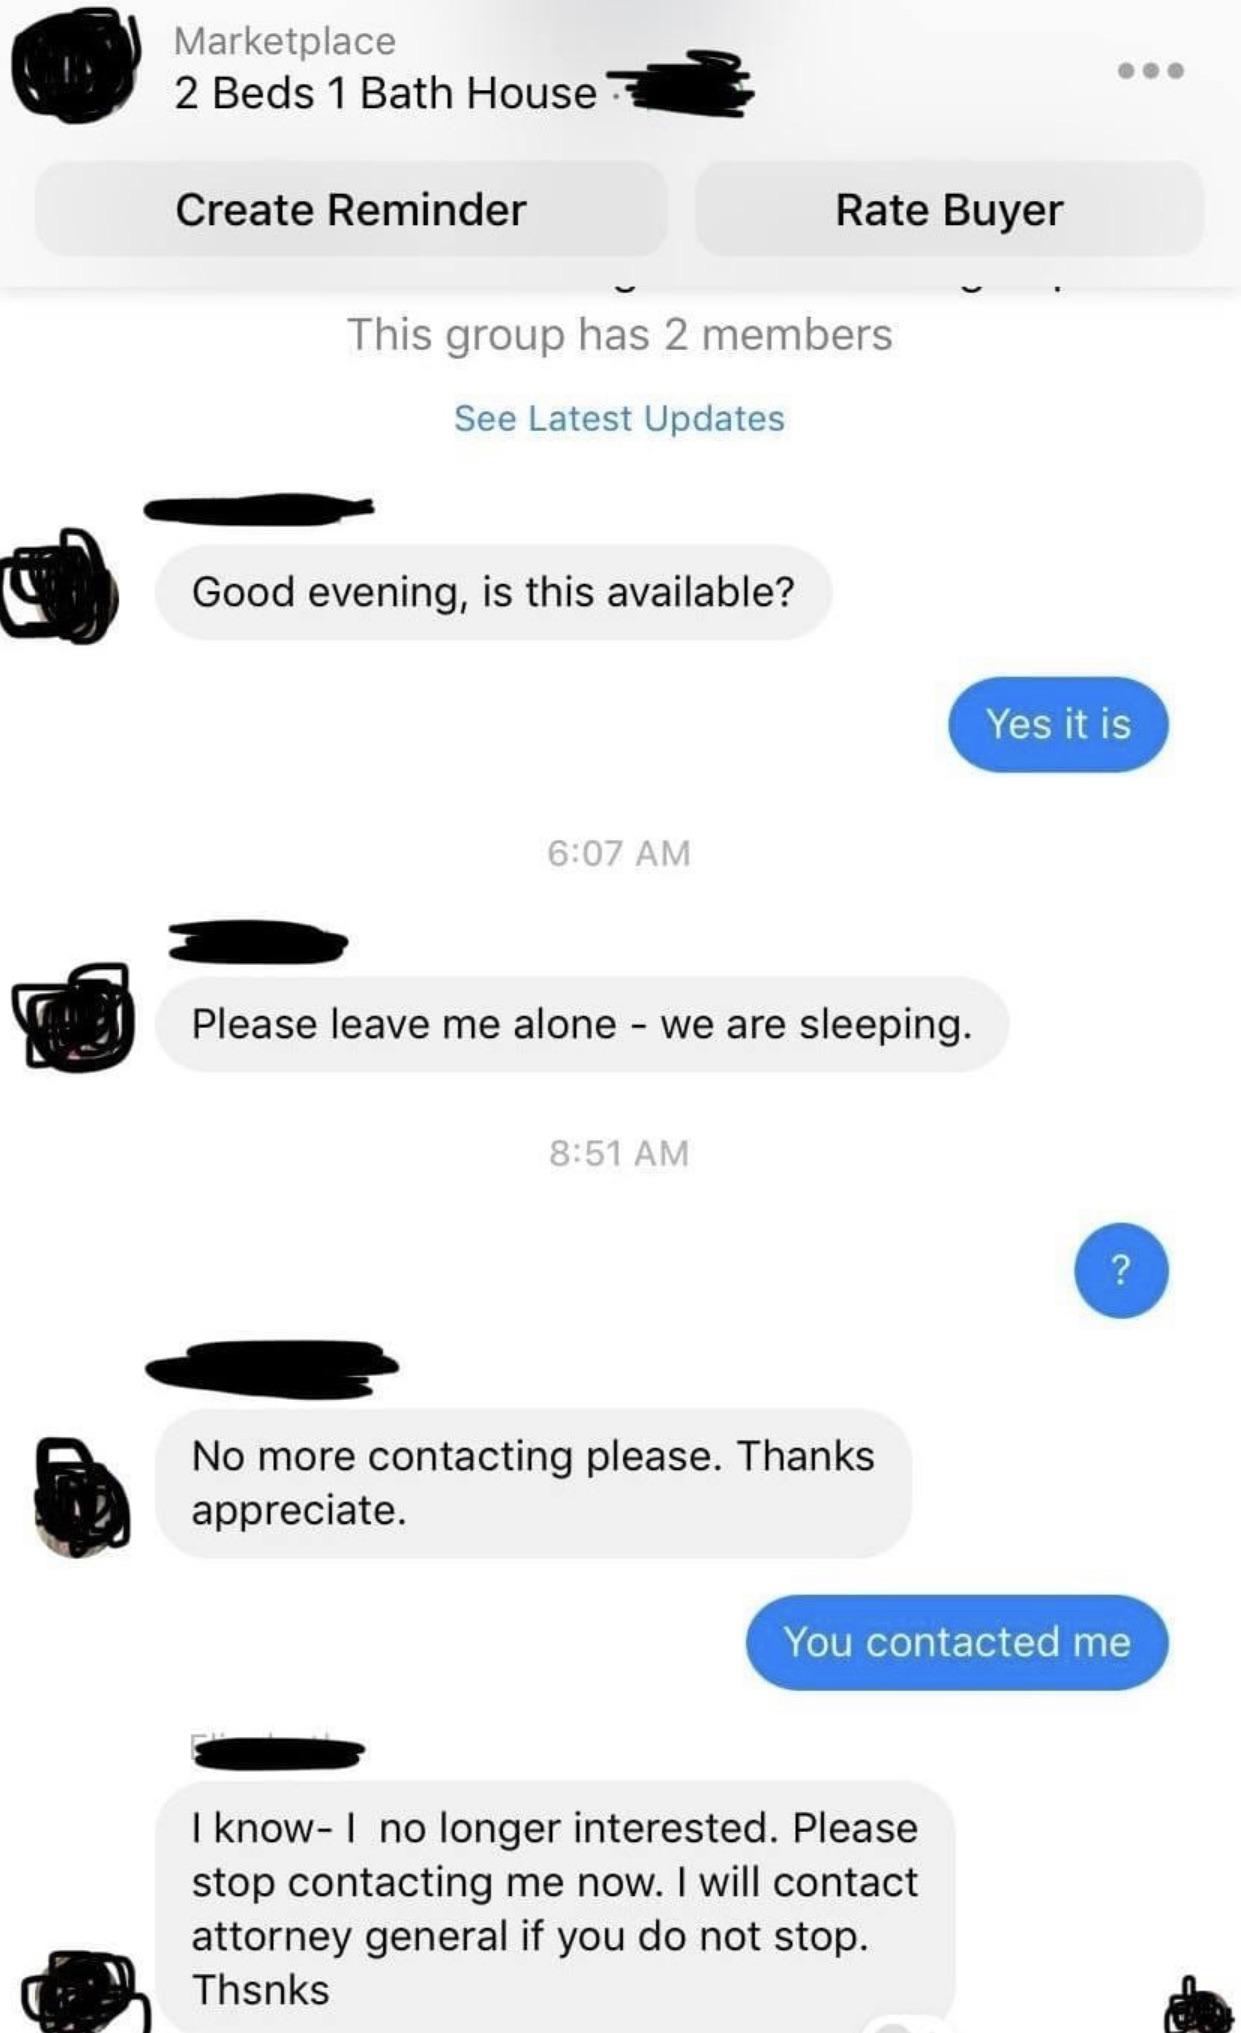 Marketplace
2 Beds 1 Bath House ·
Create Reminder
Rate Buyer
This group has 2 members
See Latest Updates
Good evening, is this available?
Yes it is
6:07 AM
Please leave me alone - we are sleeping.
8:51 AM
?
No more contacting please. Thanks
appreciate.
You contacted me
I know- I  no longer interested. Please
stop contacting me now. I will contact
attorney general if you do not stop.
Thsnks